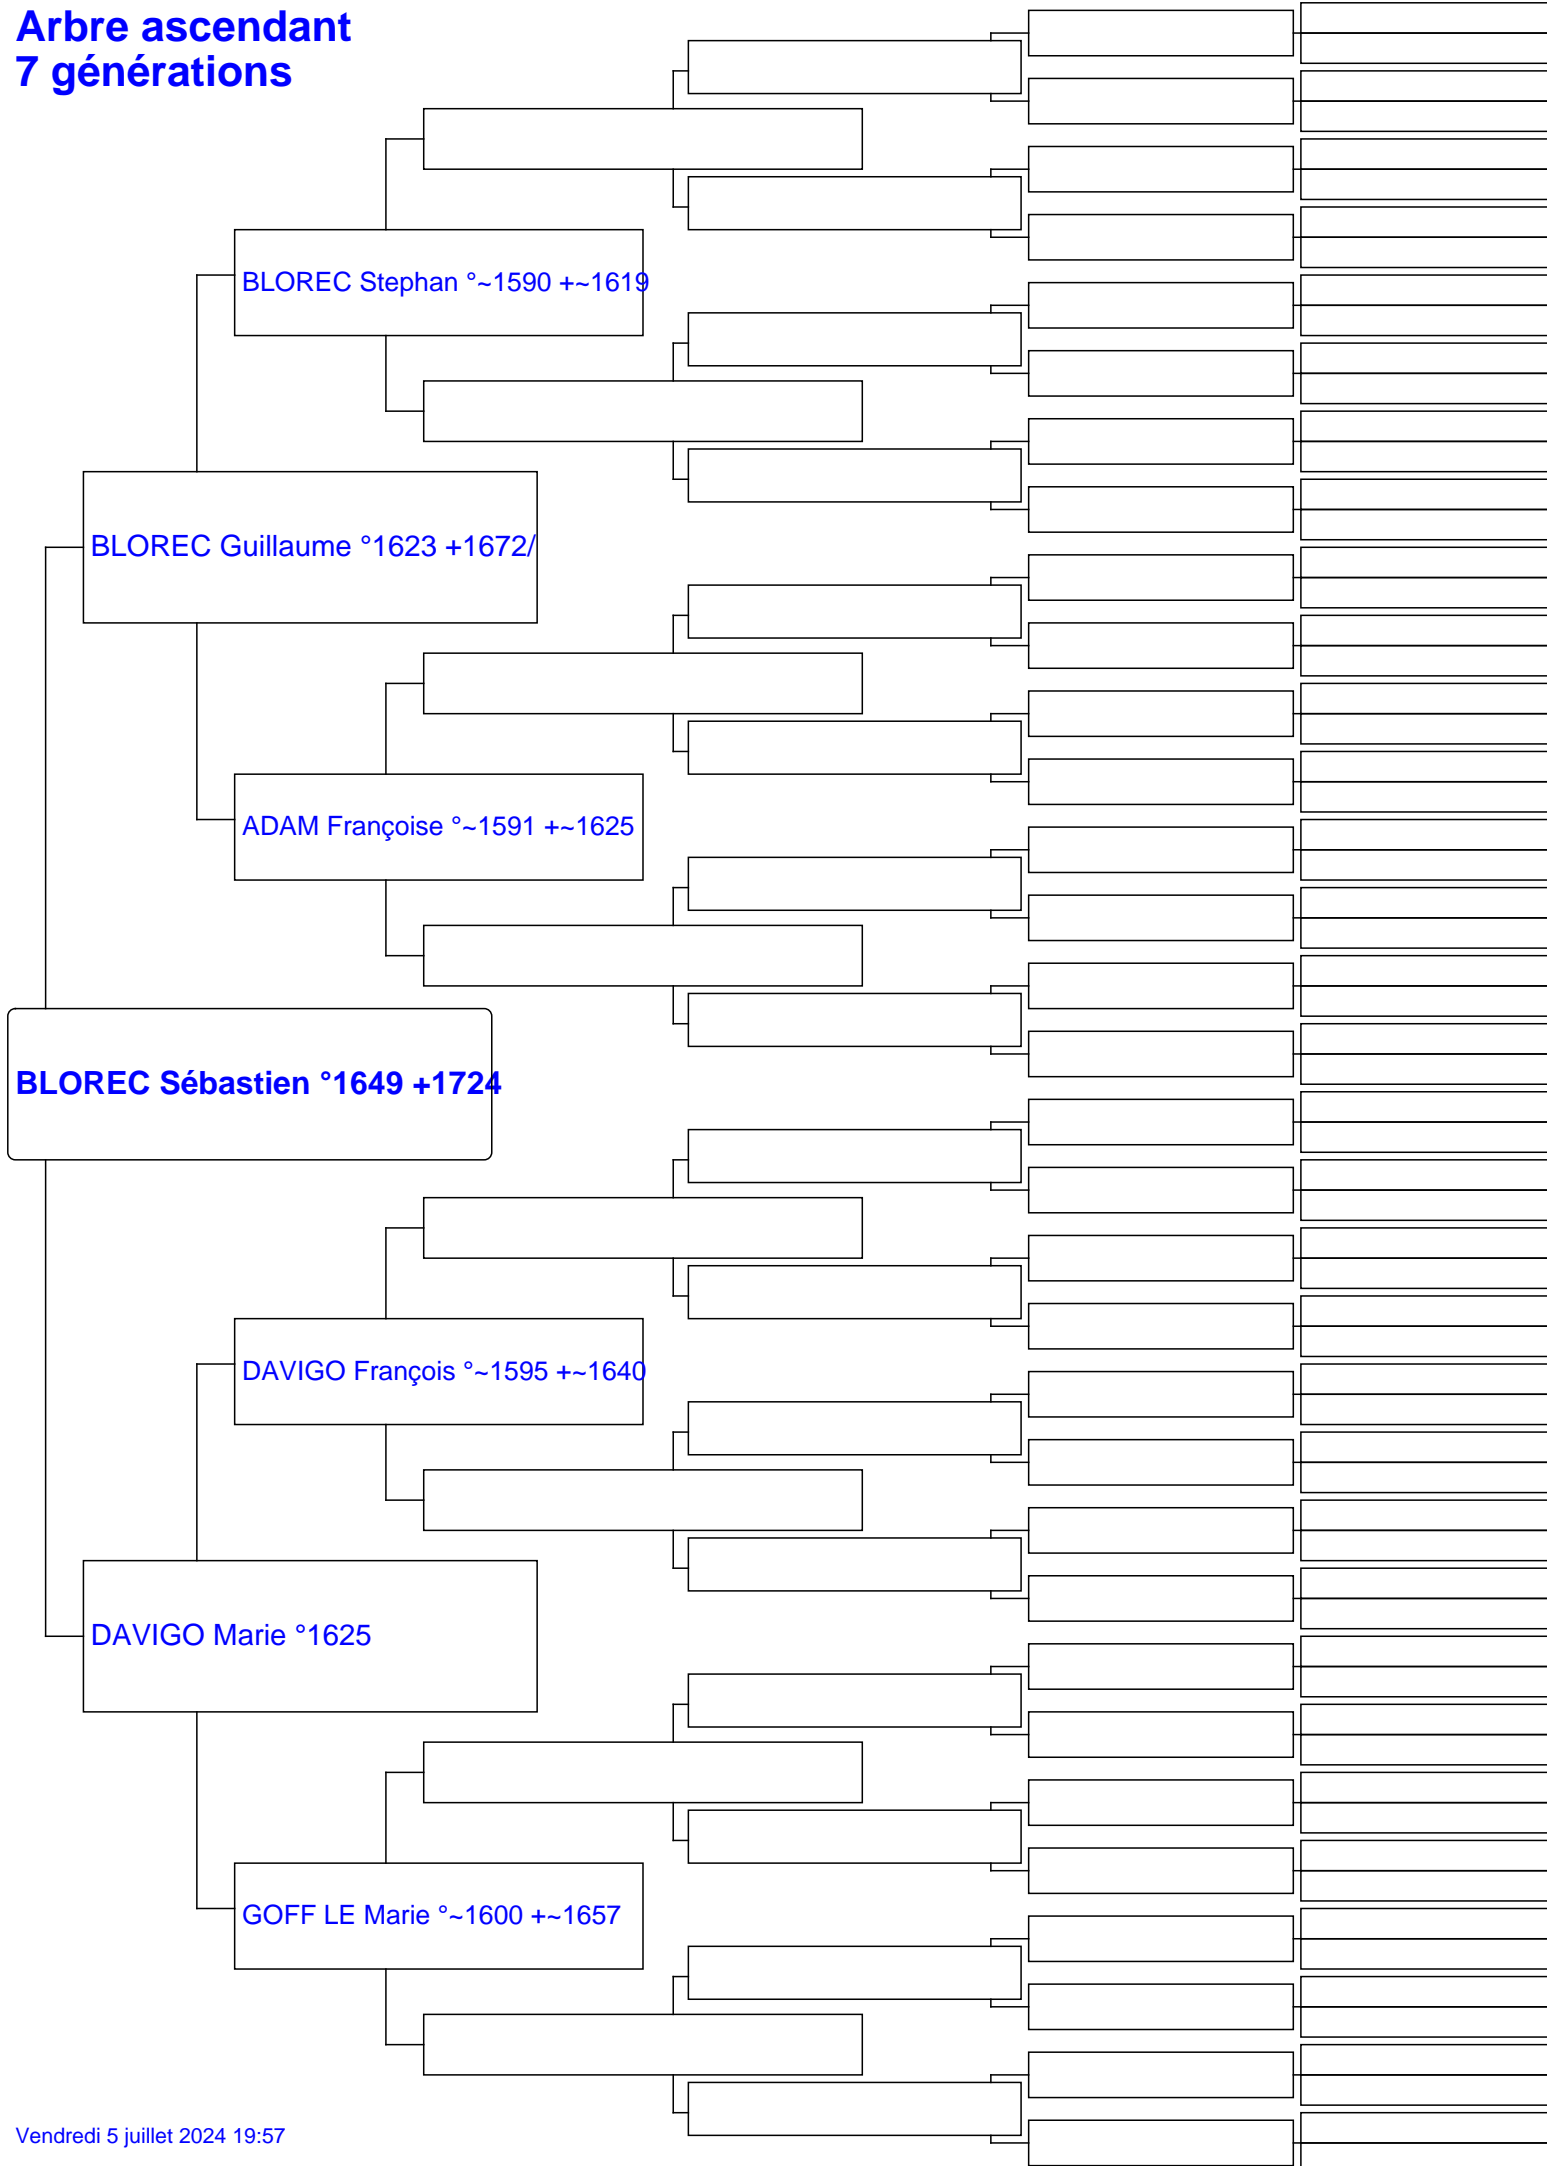 Arbre ascendant
7 générations
BLOREC Stephan °~1590 +~1619
BLOREC Guillaume °1623 +1672/
ADAM Françoise °~1591 +~1625
BLOREC Sébastien °1649 +1724
DAVIGO François °~1595 +~1640
DAVIGO Marie °1625
GOFF LE Marie °~1600 +~1657
Vendredi 5 juillet 2024 19:57